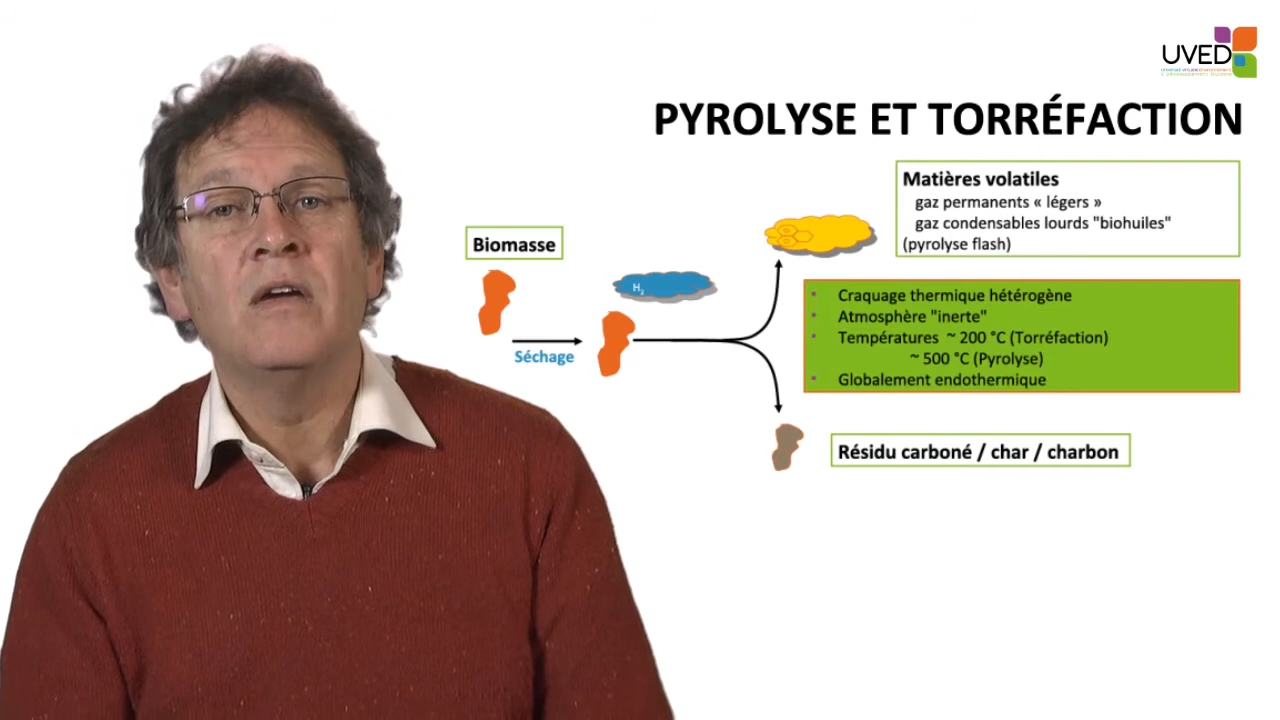 UVED
PYROLYSE ET TORRÉFACTION
Matières volatiles
gaz permanents « légers »
gaz condensables lourds "biohuiles"
(pyrolyse flash)
Biomasse
H2
Séchage
• Craquage thermique hétérogène
• Atmosphère "inerte"
• Températures ~ 200 °C (Torréfaction)
~ 500 °C (Pyrolyse)
• Globalement endothermique
Résidu carboné / char / charbon